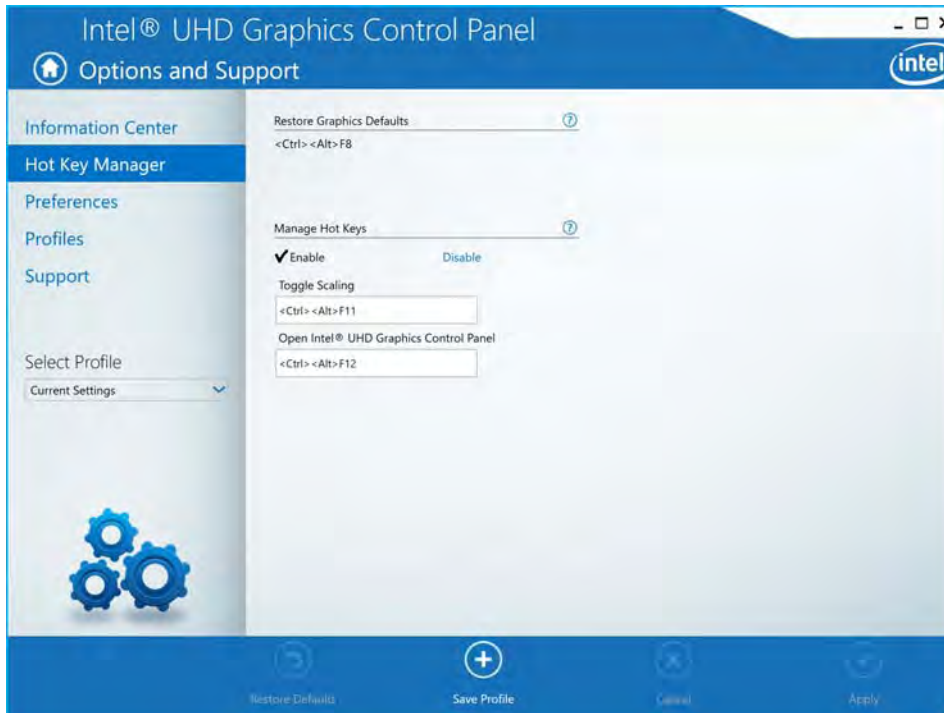 Intel® UHD Graphics Control Panel
Options and Support
intel
Information Center
Hot Key Manager
Preferences
Profiles
Support
Select Profile
Current Settings
Restore Graphics Defaults
?
<Ctrl> <Alt>F8
Manage Hot Keys
?
Enable
Disable
Toggle Scaling
<Ctrl> <Alt>F11
Open Intel® UHD Graphics Control Panel
<Ctrl> <Alt>F12
Restore Defaults
Save Profile
Cancel
Apply